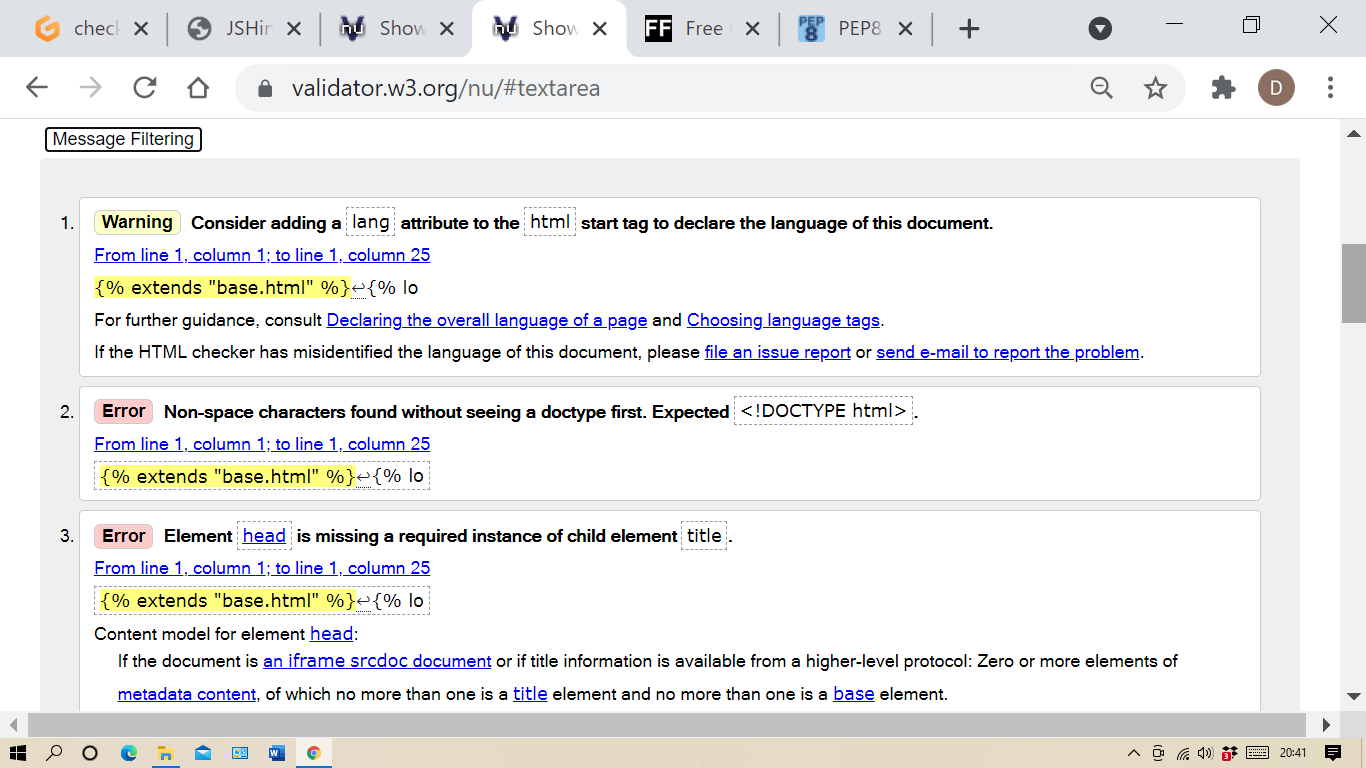 chec
JSHin
Show
Show
Free
PEP8
validator.w3.org/nu/#textarea
D
Message Filtering
1. Warning Consider adding a lang attribute to the html start tag to declare the language of this document.
From line 1, column 1; to line 1, column 25
{% extends "base.html" %}↩{% lo
For further guidance, consult Declaring the overall language of a page and Choosing language tags.
If the HTML checker has misidentified the language of this document, please file an issue report or send e-mail to report the problem.
2. Error Non-space characters found without seeing a doctype first. Expected <!DOCTYPE html>.
From line 1, column 1; to line 1, column 25
{% extends "base.html" %}↩{% lo
3. Error Element head is missing a required instance of child element title.
From line 1, column 1; to line 1, column 25
{% extends "base.html" %}↩{% lo
Content model for element head:
If the document is an iframe srcdoc document or if title information is available from a higher-level protocol: Zero or more elements of
metadata content, of which no more than one is a title element and no more than one is a base element.
20:41